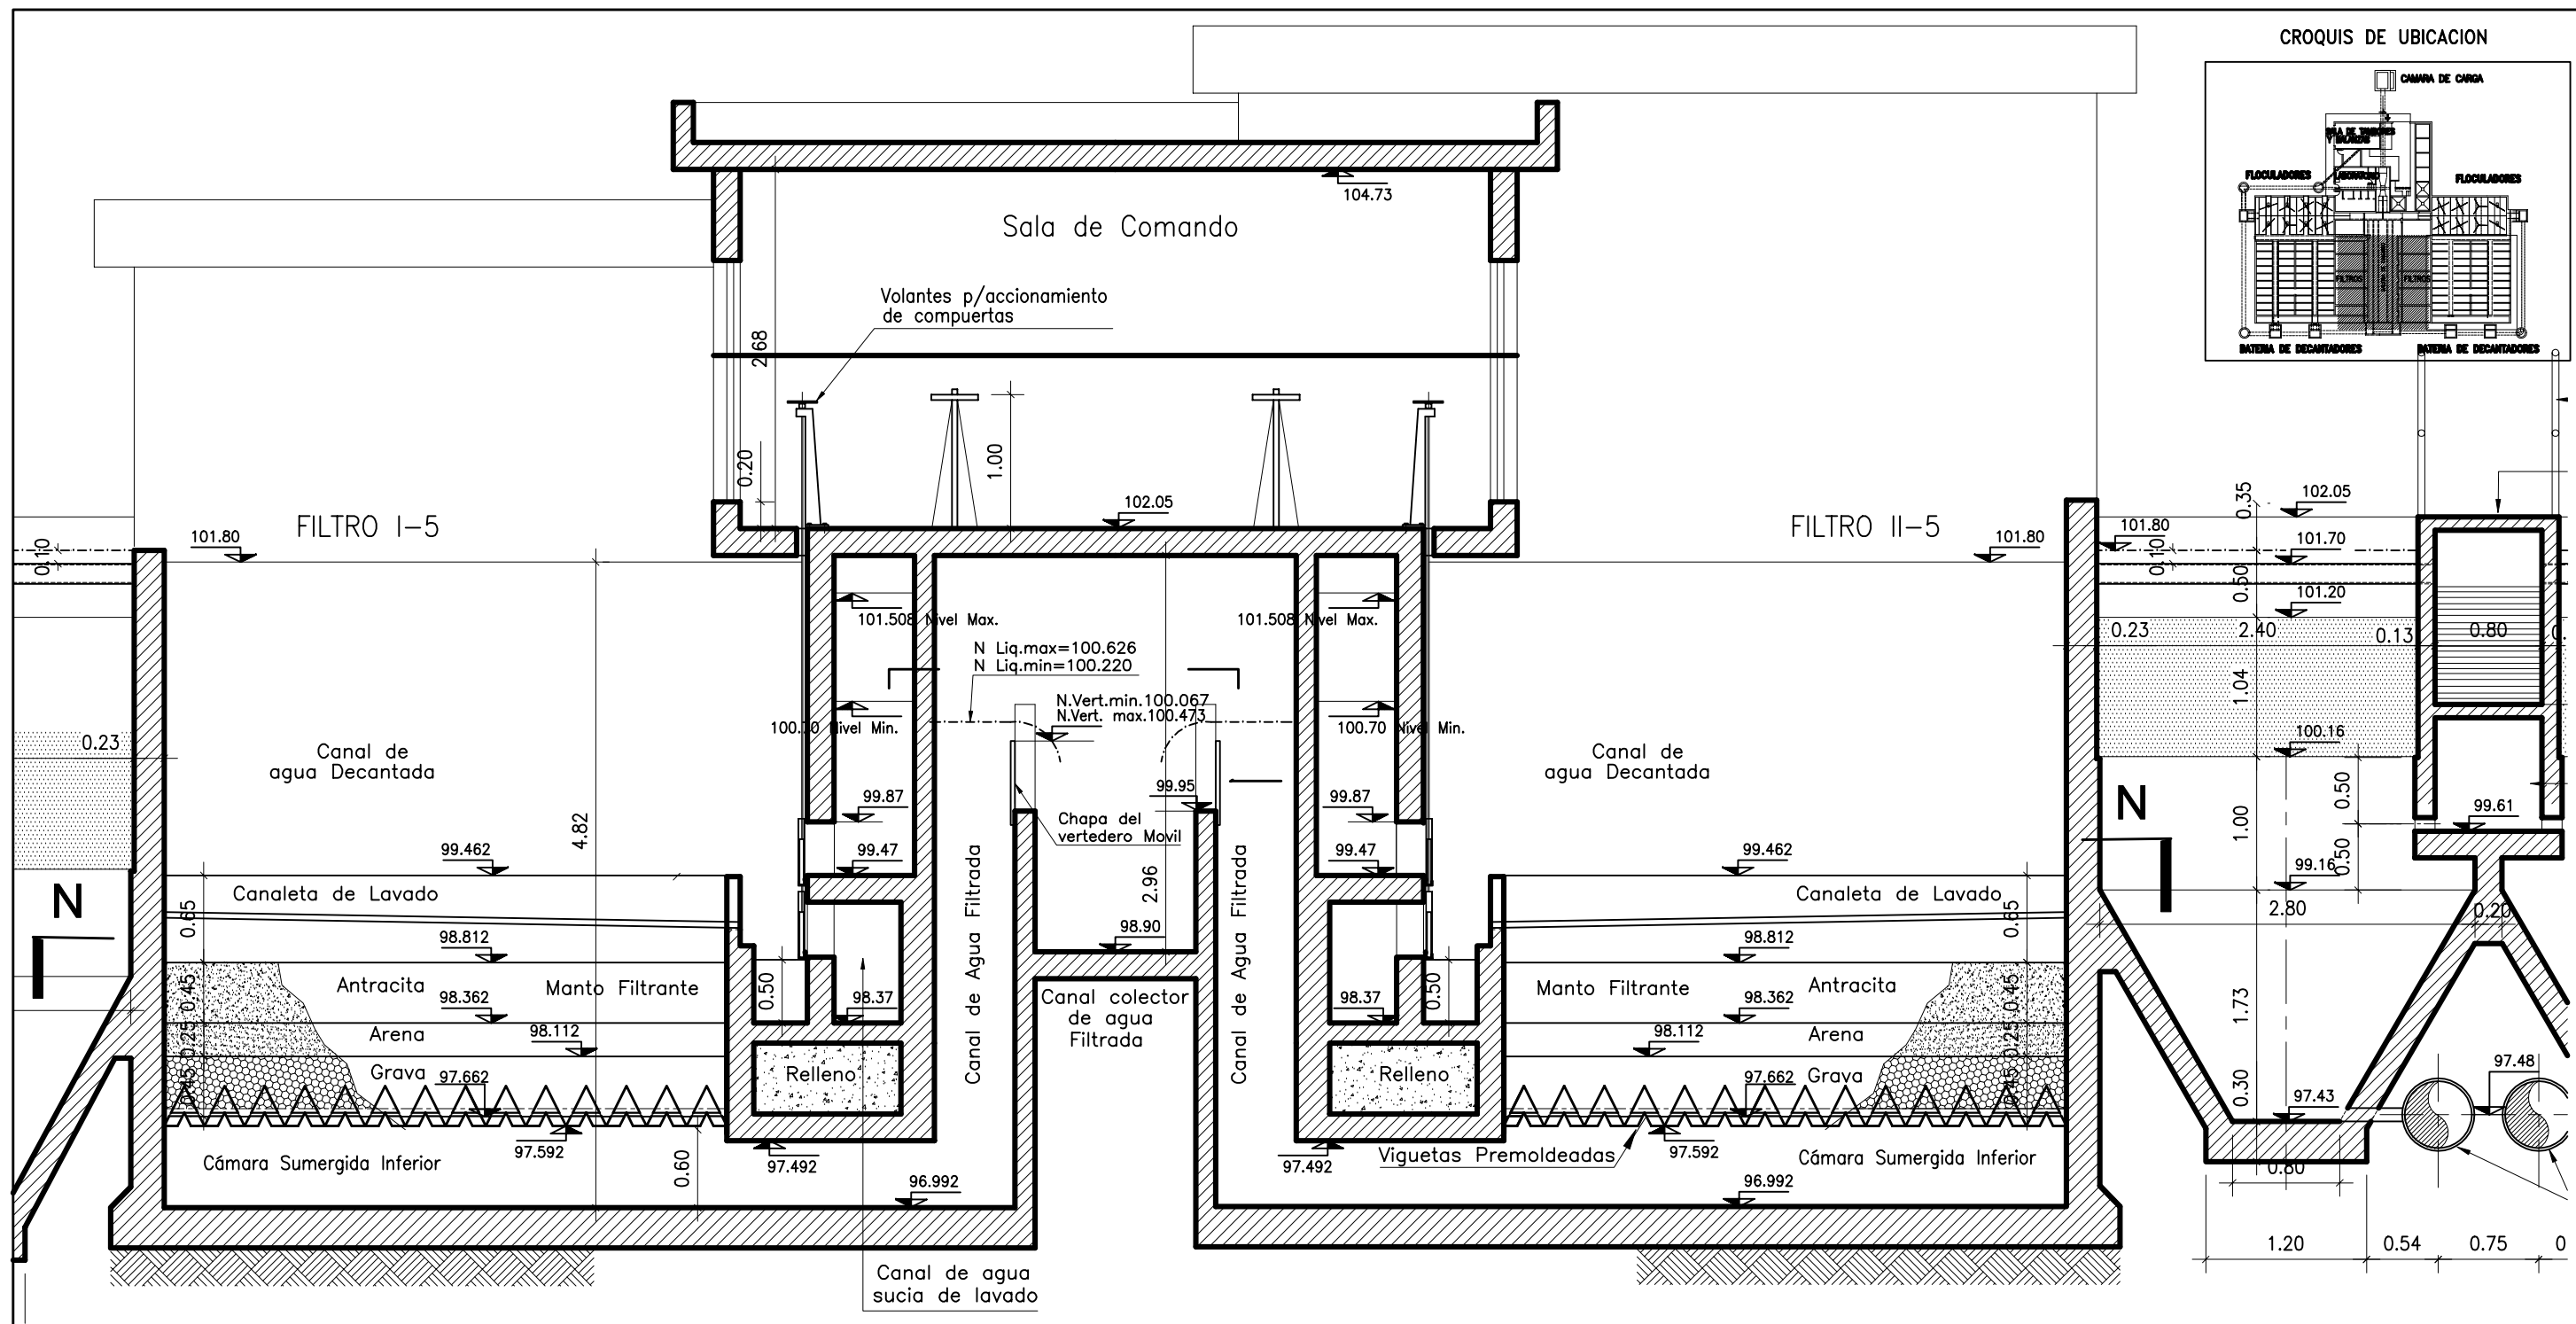 CROQUIS DE UBICACION
CAMARA DE CARGA
SALA DE TAMBORES
Y BALANZAS
LABORATORIO
FLOCULADORES
FLOCULADORES
FILTROS
FILTROS
BATERIA DE DECANTADORES
BATERIA DE DECANTADORES
104.73
Sala de Comando
Volantes p/accionamiento
de compuertas
2.68
0.20
1.00
102.05
FILTRO I-5
101.80
0.10
FILTRO II-5
101.80
101.80
0.10
0.35
102.05
101.70
0.50
101.20
101.508 Nivel Max.
101.508 Nivel Max.
N Liq.max=100.626
N Liq.min=100.220
N.Vert.min.100.067
N.Vert. max.100.473
100.70 Nivel Min.
100.70 Nivel Min.
0.23
2.40
0.13
0.80
1.04
0.23
Canal de
agua Decantada
Canal de
agua Decantada
100.16
4.82
99.87
99.95
99.87
Chapa del
vertedero Movil
N
0.50
99.61
1.00
99.462
99.47
99.47
99.462
99.16
0.50
N
Canaleta de Lavado
Canaleta de Lavado
0.65
0.65
2.96
2.80
0.20
98.812
98.90
98.812
Antracita
Manto Filtrante
Manto Filtrante
Antracita
0.45
0.45
0.50
0.50
98.362
98.37
98.37
98.362
Canal de Agua Filtrada
Canal de Agua Filtrada
Canal colector
de agua
Filtrada
1.73
Arena
98.112
98.112
Arena
0.25
0.25
Grava
97.662
Relleno
Relleno
97.662
Grava
0.45
0.45
0.30
97.43
97.48
97.592
97.492
97.492
97.592
Viguetas Premoldeadas
Cámara Sumergida Inferior
Cámara Sumergida Inferior
0.60
96.992
96.992
0.80
1.20
0.54
0.75
0
Canal de agua
sucia de lavado